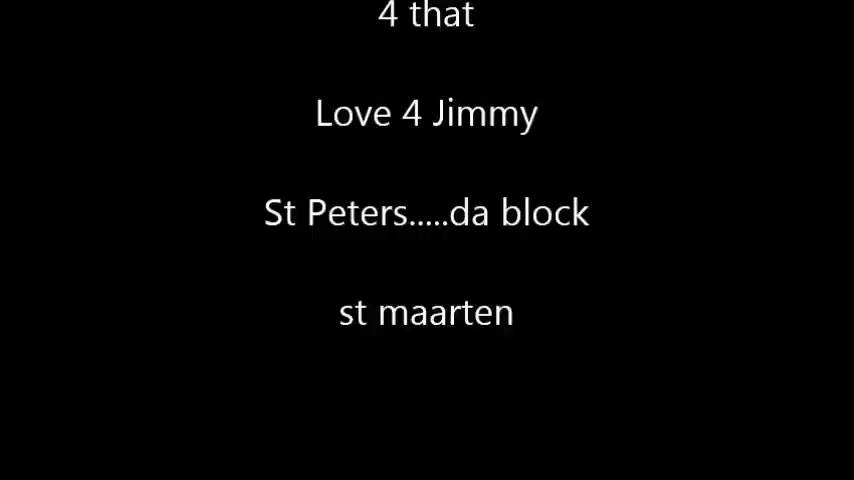 4 that
Love 4 Jimmy
St Peters.....da block
st maarten